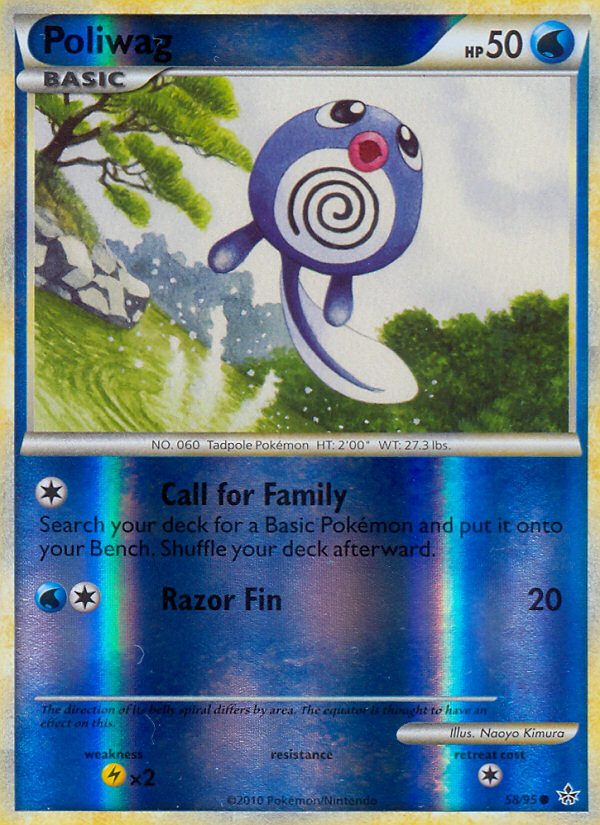 Poliwag
HP 50
BASIC
NO. 060 Tadpole Pokémon HT: 2'00" WT: 27.3 lbs.
Call for Family
Search your deck for a Basic Pokémon and put it onto
your Bench. Shuffle your deck afterward.
Razor Fin 20
The direction of its belly spiral differs by area. The equator is thought to have an
effect on this.
Illus. Naoyo Kimura
weakness resistance retreat cost
×2
©2010 Pokémon/Nintendo 58/95